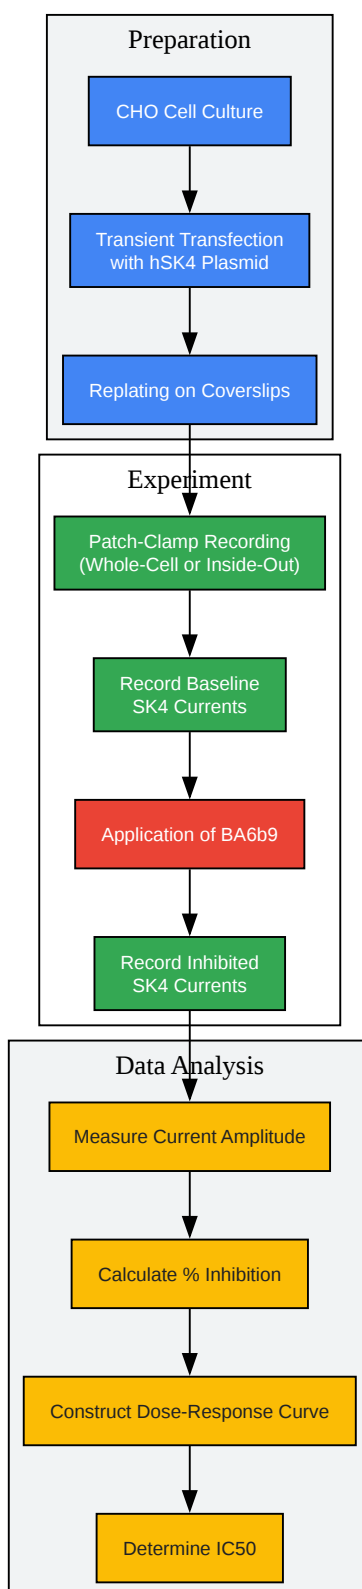 Preparation
CHO Cell Culture
Transient Transfection
with hSK4 Plasmid
Replating on Coverslips
Experiment
Patch-Clamp Recording
(Whole-Cell or Inside-Out)
Record Baseline
SK4 Currents
Application of BA6b9
Record Inhibited
SK4 Currents
Data Analysis
Measure Current Amplitude
Calculate % Inhibition
Construct Dose-Response Curve
Determine IC50